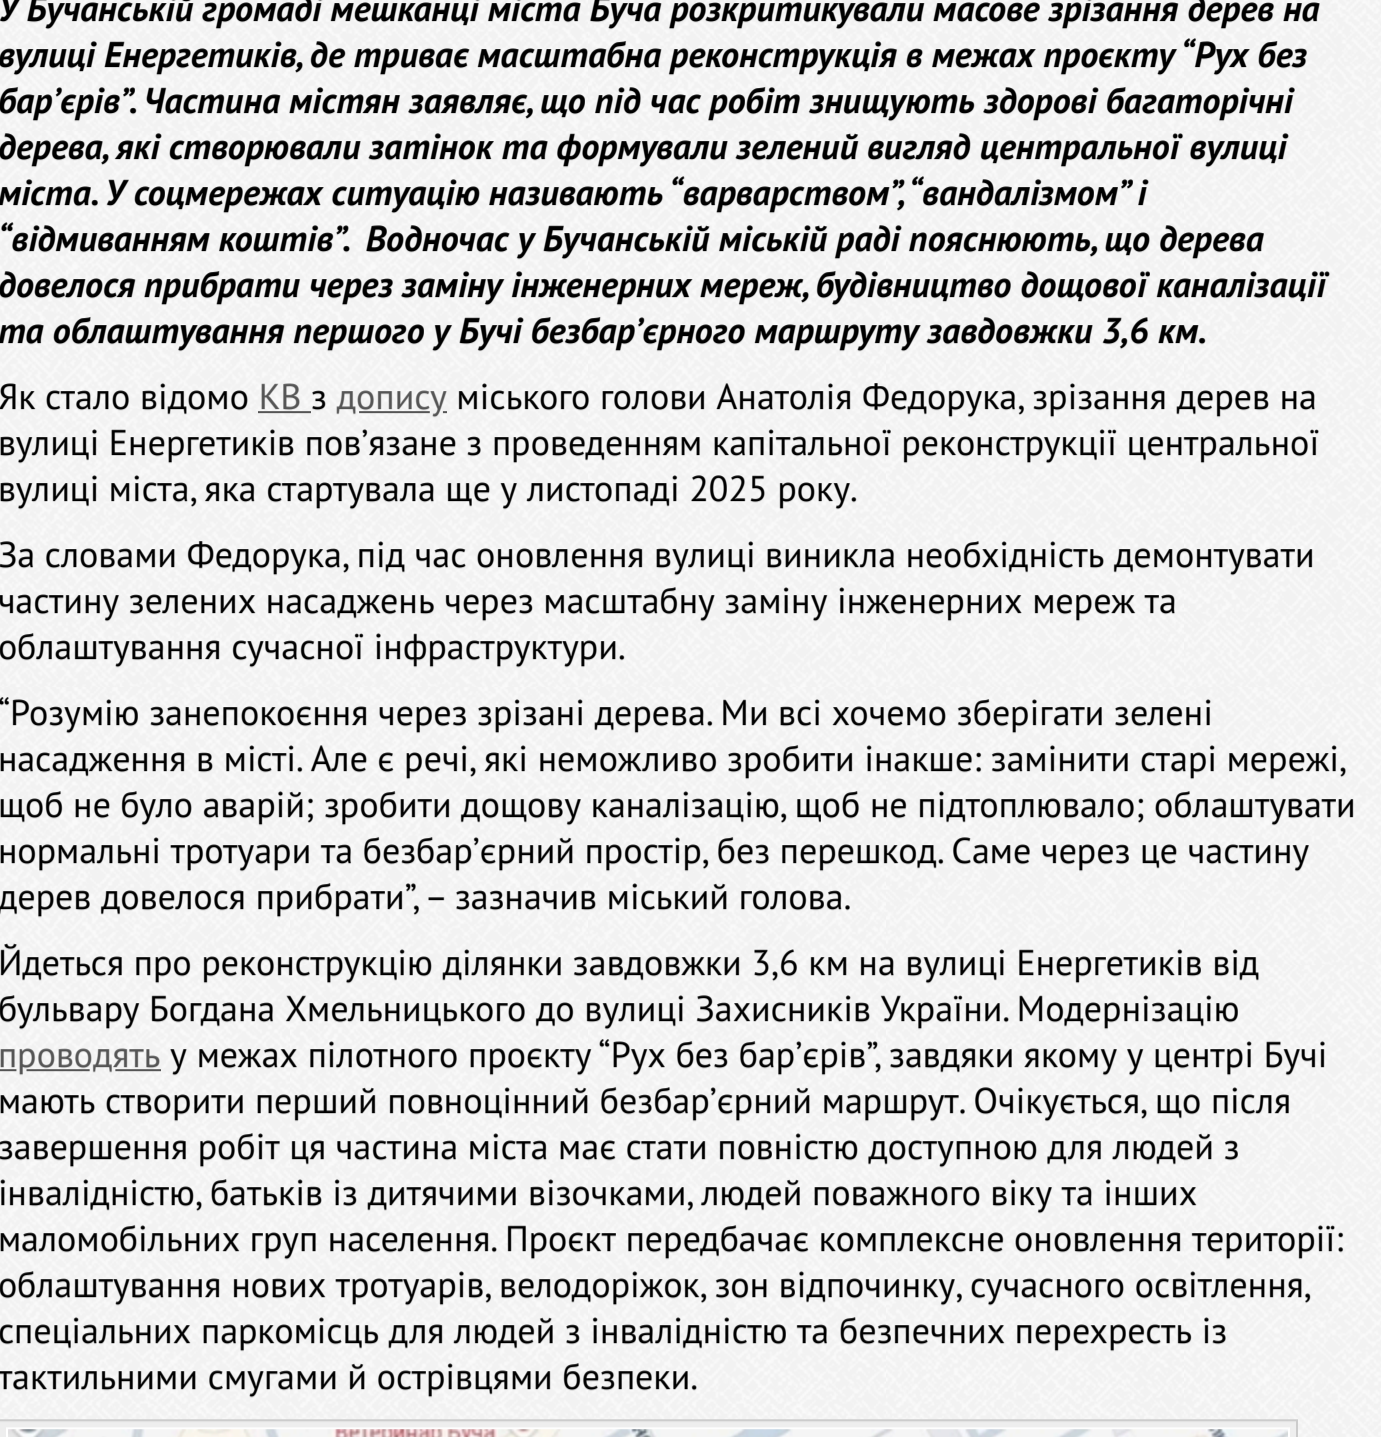 У Бучанській громаді мешканці міста Буча розкритикували масове зрізання дерев на
вулиці Енергетиків, де триває масштабна реконструкція в межах проєкту “Рух без
бар’єрів”. Частина містян заявляє, що під час робіт знищують здорові багаторічні
дерева, які створювали затінок та формували зелений вигляд центральної вулиці
міста. У соцмережах ситуацію називають “варварством”, “вандалізмом” і
“відмиванням коштів”. Водночас у Бучанській міській раді пояснюють, що дерева
довелося прибрати через заміну інженерних мереж, будівництво дощової каналізації
та облаштування першого у Бучі безбар’єрного маршруту завдовжки 3,6 км.
Як стало відомо КВ з допису міського голови Анатолія Федорука, зрізання дерев на
вулиці Енергетиків пов’язане з проведенням капітальної реконструкції центральної
вулиці міста, яка стартувала ще у листопаді 2025 року.
За словами Федорука, під час оновлення вулиці виникла необхідність демонтувати
частину зелених насаджень через масштабну заміну інженерних мереж та
облаштування сучасної інфраструктури.
“Розумію занепокоєння через зрізані дерева. Ми всі хочемо зберігати зелені
насадження в місті. Але є речі, які неможливо зробити інакше: замінити старі мережі,
щоб не було аварій; зробити дощову каналізацію, щоб не підтоплювало; облаштувати
нормальні тротуари та безбар’єрний простір, без перешкод. Саме через це частину
дерев довелося прибрати”, – зазначив міський голова.
Йдеться про реконструкцію ділянки завдовжки 3,6 км на вулиці Енергетиків від
бульвару Богдана Хмельницького до вулиці Захисників України. Модернізацію
проводять у межах пілотного проєкту “Рух без бар’єрів”, завдяки якому у центрі Бучі
мають створити перший повноцінний безбар’єрний маршрут. Очікується, що після
завершення робіт ця частина міста має стати повністю доступною для людей з
інвалідністю, батьків із дитячими візочками, людей поважного віку та інших
маломобільних груп населення. Проєкт передбачає комплексне оновлення території:
облаштування нових тротуарів, велодоріжок, зон відпочинку, сучасного освітлення,
спеціальних паркомісць для людей з інвалідністю та безпечних перехресть із
тактильними смугами й острівцями безпеки.